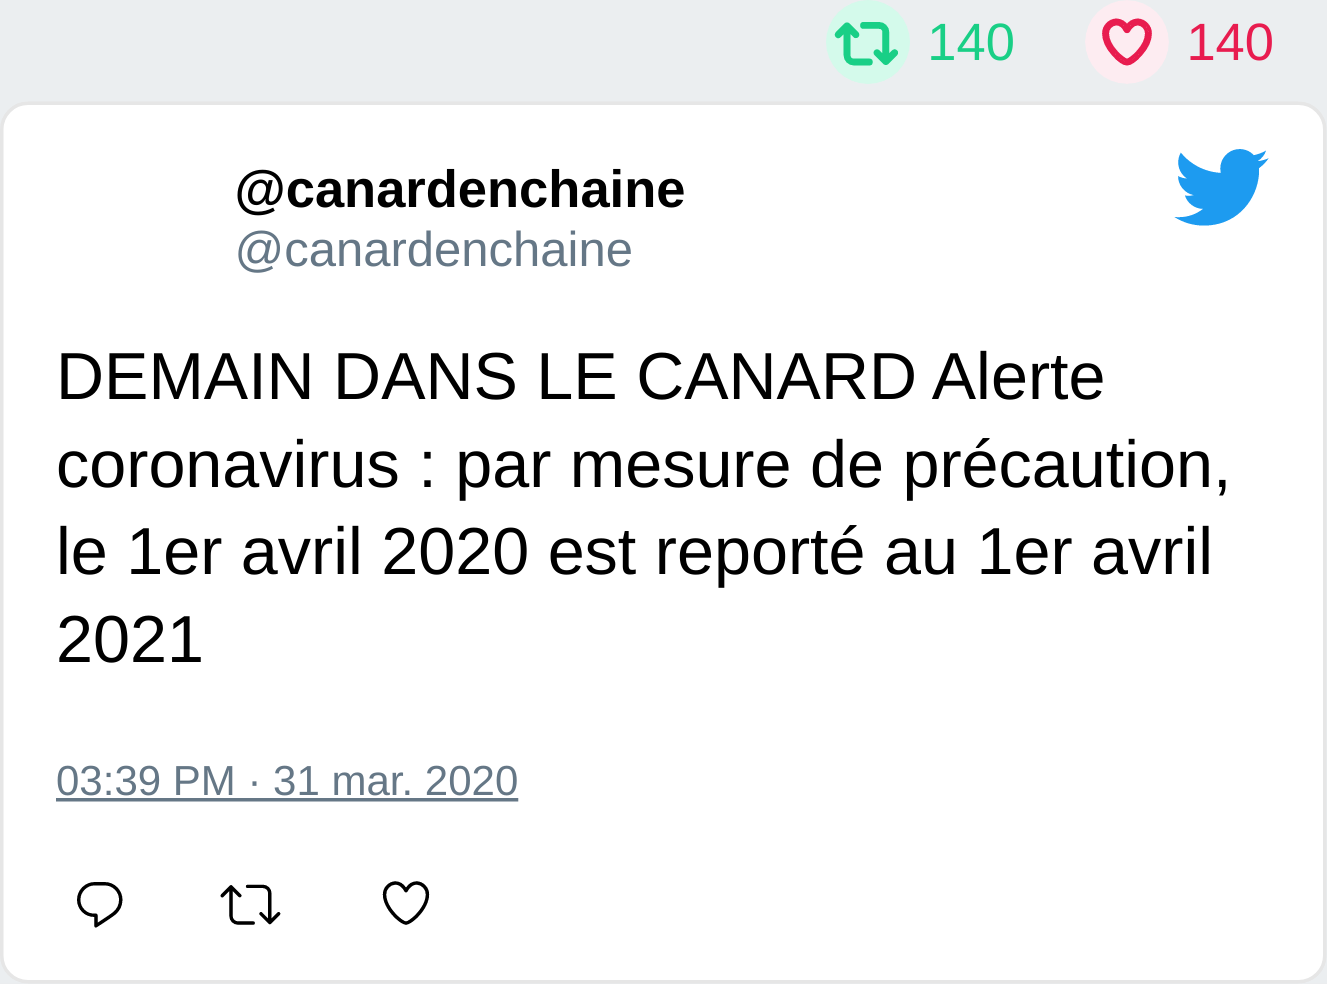 140 140
@canardenchaine
@canardenchaine
DEMAIN DANS LE CANARD Alerte
coronavirus : par mesure de précaution,
le 1er avril 2020 est reporté au 1er avril
2021
03:39 PM · 31 mar. 2020